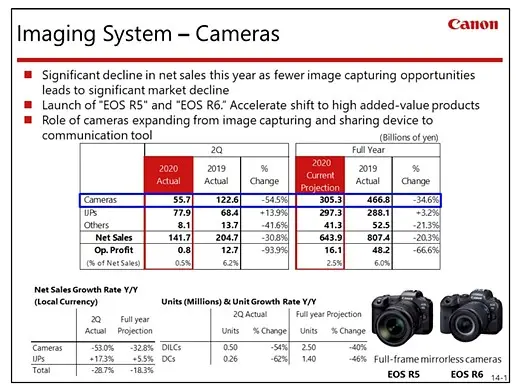 Canon
Imaging System – Cameras
Significant decline in net sales this year as fewer image capturing opportunities
leads to significant market decline
Launch of "EOS R5" and "EOS R6." Accelerate shift to high added-value products
Role of cameras expanding from image capturing and sharing device to
communication tool
(Billions of yen)
2Q Full Year
2020 Actual 2019 Actual % Change 2020 Current Projection 2019 Actual % Change
Cameras 55.7 122.6 -54.5% 305.3 466.8 -34.6%
IJPs 77.9 68.4 +13.9% 297.3 288.1 +3.2%
Others 8.1 13.7 -41.6% 41.3 52.5 -21.3%
Net Sales 141.7 204.7 -30.8% 643.9 807.4 -20.3%
Op. Profit 0.8 12.7 -93.9% 16.1 48.2 -66.6%
(% of Net Sales) 0.5% 6.2% 2.5% 6.0%
Net Sales Growth Rate Y/Y
(Local Currency)
2Q Actual Full year Projection
Cameras -53.0% -32.8%
IJPs +17.3% +5.5%
Total -28.7% -18.3%
Units (Millions) & Unit Growth Rate Y/Y
2Q Actual Full year Projection
Units % Change Units % Change
DILCs 0.50 -54% 2.50 -40%
DCs 0.26 -62% 1.40 -46%
Full-frame mirrorless cameras
EOS R5 EOS R6
14-1